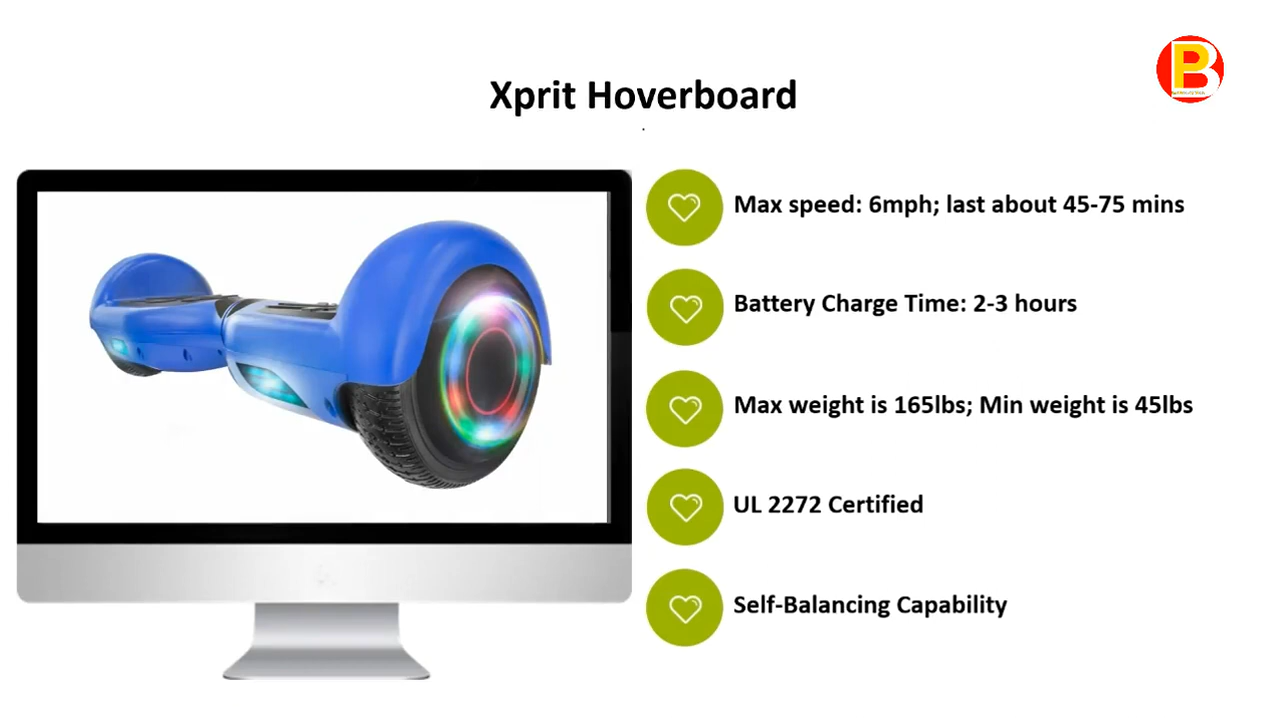 Xprit Hoverboard
Max speed: 6mph; last about 45-75 mins
Battery Charge Time: 2-3 hours
Max weight is 165lbs; Min weight is 45lbs
UL 2272 Certified
Self-Balancing Capability